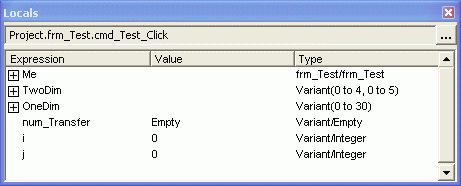 Locals
Project.frm_Test.cmd_Test_Click ...
Expression Value Type
Me frm_Test/frm_Test
TwoDim Variant(0 to 4, 0 to 5)
OneDim Variant(0 to 30)
num_Transfer Empty Variant/Empty
i 0 Variant/Integer
j 0 Variant/Integer